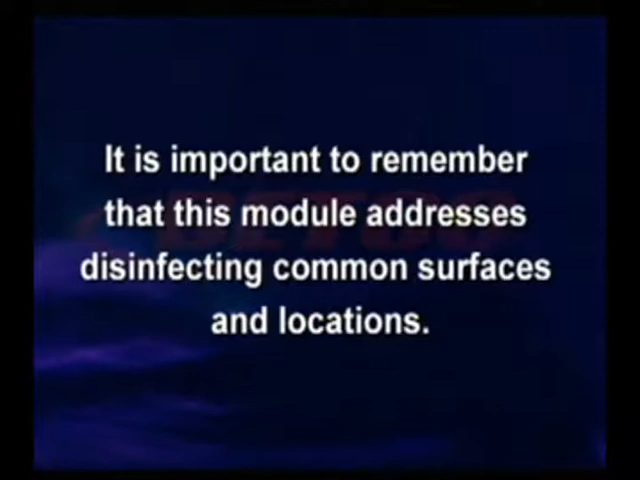 It is important to remember
that this module addresses
disinfecting common surfaces
and locations.